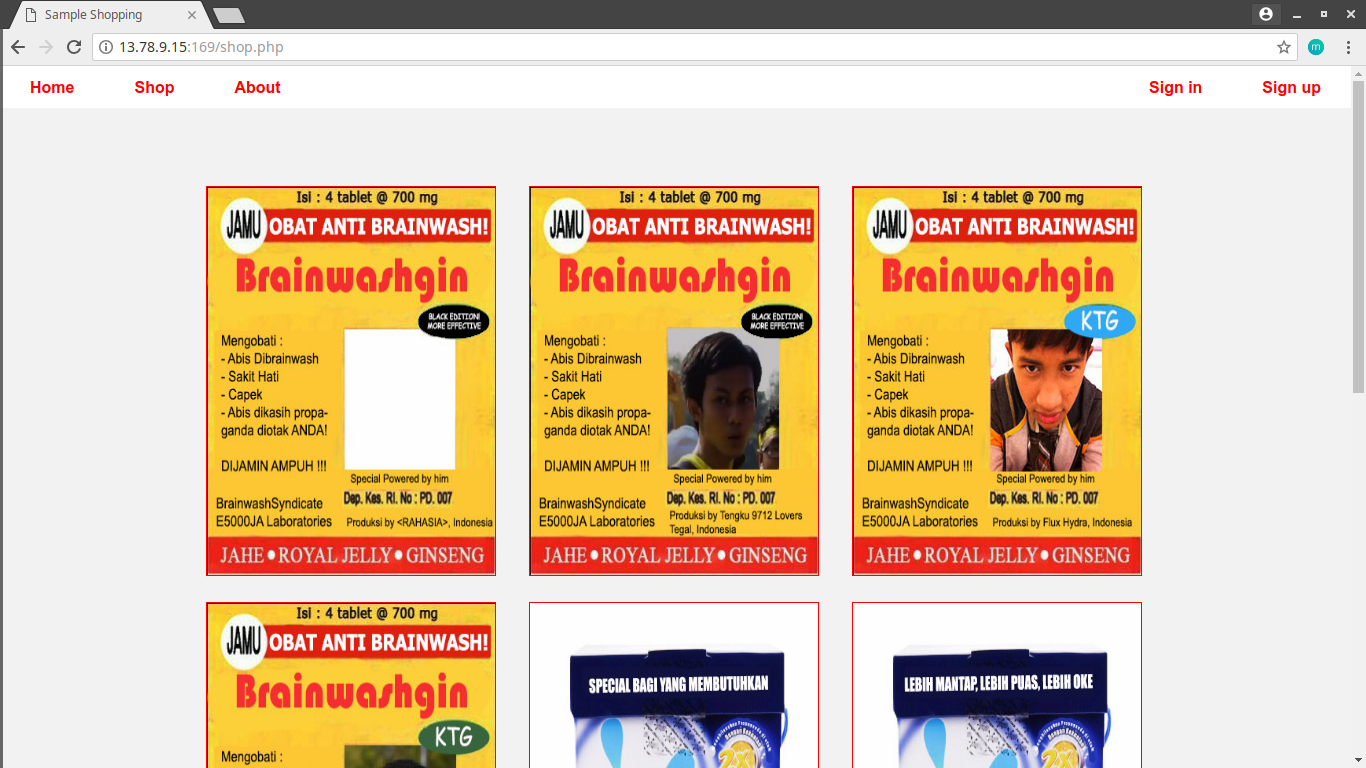 Sample Shopping
13.78.9.15:169/shop.php
m
Home Shop About Sign in Sign up
Isi : 4 tablet @ 700 mg
JAMU OBAT ANTI BRAINWASH!
Brainwashgin
BLACK EDITION!
MORE EFFECTIVE
Mengobati :
- Abis Dibrainwash
- Sakit Hati
- Capek
- Abis dikasih propa-
ganda diotak ANDA!
DIJAMIN AMPUH !!!
Special Powered by him
Dep. Kes. RI. No : PD. 007
BrainwashSyndicate
E5000JA Laboratories
Produksi by <RAHASIA>, Indonesia
JAHE • ROYAL JELLY • GINSENG
Isi : 4 tablet @ 700 mg
JAMU OBAT ANTI BRAINWASH!
Brainwashgin
BLACK EDITION!
MORE EFFECTIVE
Mengobati :
- Abis Dibrainwash
- Sakit Hati
- Capek
- Abis dikasih propa-
ganda diotak ANDA!
DIJAMIN AMPUH !!!
Special Powered by him
Dep. Kes. RI. No : PD. 007
BrainwashSyndicate
E5000JA Laboratories
Produksi by Tengku 9712 Lovers
Tegal, Indonesia
JAHE • ROYAL JELLY • GINSENG
Isi : 4 tablet @ 700 mg
JAMU OBAT ANTI BRAINWASH!
Brainwashgin
KTG
Mengobati :
- Abis Dibrainwash
- Sakit Hati
- Capek
- Abis dikasih propa-
ganda diotak ANDA!
DIJAMIN AMPUH !!!
Special Powered by him
Dep. Kes. RI. No : PD. 007
BrainwashSyndicate
E5000JA Laboratories
Produksi by Flux Hydra, Indonesia
JAHE • ROYAL JELLY • GINSENG
Isi : 4 tablet @ 700 mg
JAMU OBAT ANTI BRAINWASH!
Brainwashgin
KTG
Mengobati :
SPECIAL BAGI YANG MEMBUTUHKAN
2X
LEBIH MANTAP, LEBIH PUAS, LEBIH OKE
2X